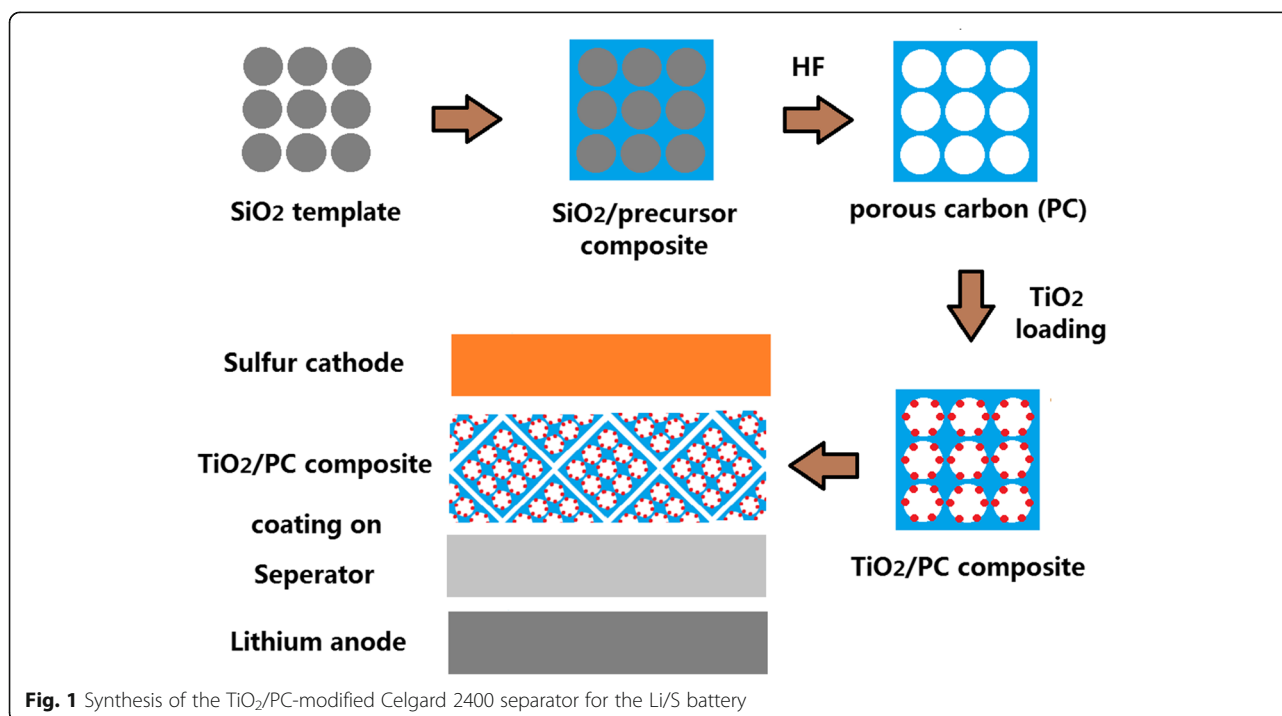 SiO2 template
SiO2/precursor
composite
HF
porous carbon (PC)
TiO2
loading
TiO2/PC composite
Sulfur cathode
TiO2/PC composite
coating on
Seperator
Lithium anode
Fig. 1 Synthesis of the TiO₂/PC-modified Celgard 2400 separator for the Li/S battery